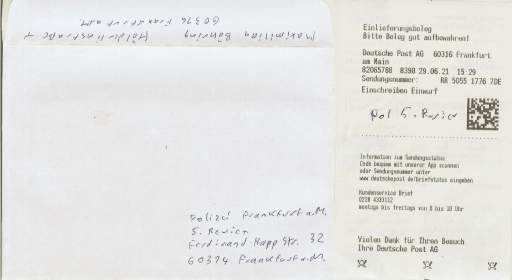 Maximilian Bähring Hölderlinstraße 4
60316 Frankfurt a.M.
Polizei Frankfurt a.M.
5. Revier
Ferdinand-Happ Str. 32
60314 Frankfurt a.M.
Einlieferungsbeleg
Bitte Beleg gut aufbewahren!
Deutsche Post AG 60316 Frankfurt
am Main
82065788 8398 29.06.21 15:29
Sendungsnummer: RR 5055 1776 7DE
Einschreiben Einwurf
Pol 5. Revier
Information zum Sendungsstatus
Code bequem mit unserer App scannen
oder Sendungsnummer unter
www.deutschepost.de/briefstatus eingeben
Kundenservice Brief
0228 4333112
montags bis freitags von 8 bis 18 Uhr
Vielen Dank für Ihren Besuch
Ihre Deutsche Post AG